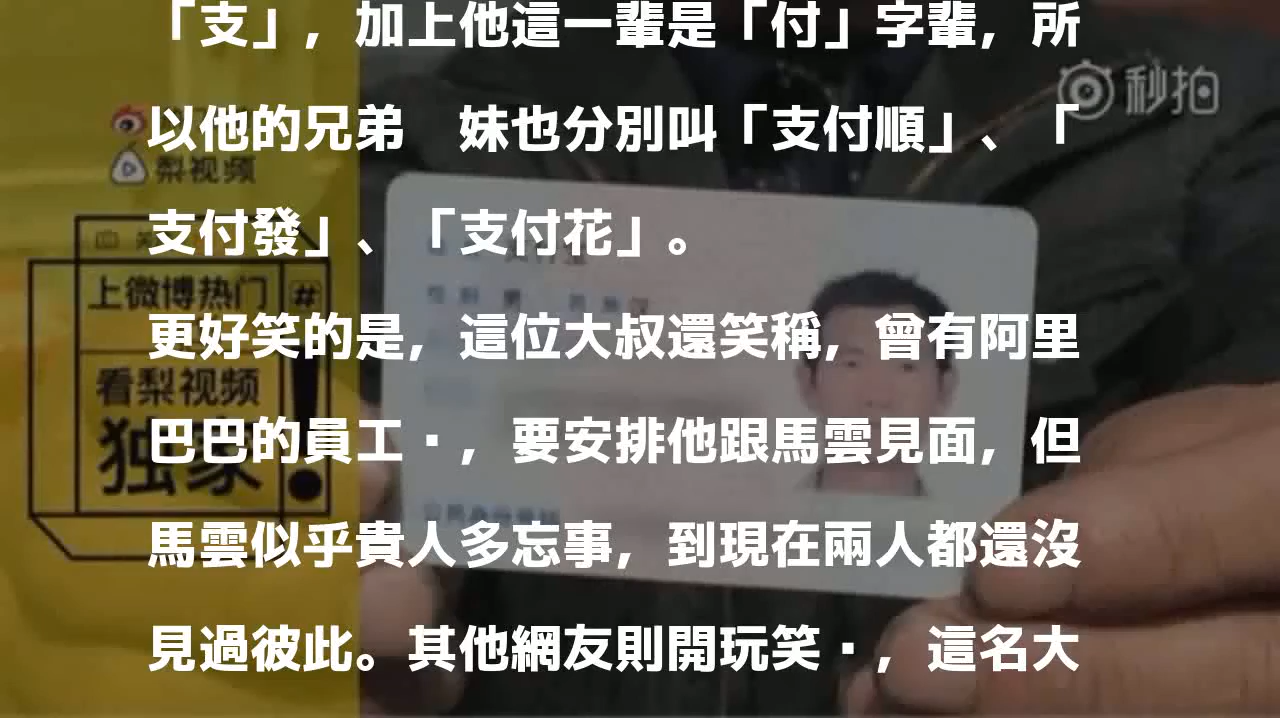 「支」，加上他這一輩是「付」字輩，所
秒拍
以他的兄弟　妹也分別叫「支付順」、「
梨视频
支付發」、「支付花」。
上微博热门 #
看梨视频
独家!
更好笑的是，這位大叔還笑稱，曾有阿里
巴巴的員工·，要安排他跟馬雲見面，但
馬雲似乎貴人多忘事，到現在兩人都還沒
見過彼此。其他網友則開玩笑·，這名大